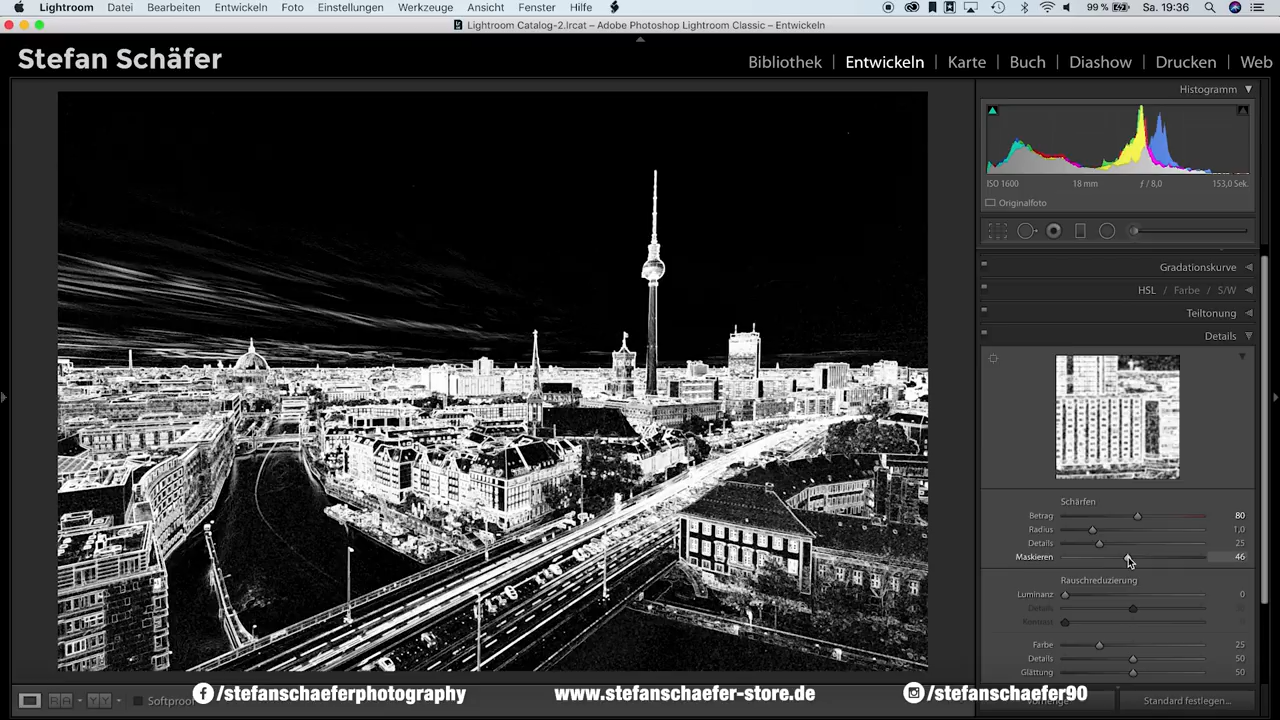 Lightroom Datei Bearbeiten Entwickeln Foto Einstellungen Werkzeuge Ansicht Fenster Hilfe 99 % Sa. 19:36
Lightroom Catalog-2.lrcat – Adobe Photoshop Lightroom Classic – Entwickeln
Stefan Schäfer
Bibliothek | Entwickeln | Karte | Buch | Diashow | Drucken | Web
Histogramm
ISO 1600 18 mm ƒ / 8,0 153,0 Sek.
Originalfoto
Gradationskurve
HSL / Farbe / S/W
Teiltonung
Details
Schärfen
Betrag 80
Radius 1,0
Details 25
Maskieren 46
Rauschreduzierung
Luminanz 0
Details
Kontrast
Farbe 25
Details 50
Glättung 50
Softproof
/stefanschaeferphotography
www.stefanschaefer-store.de
/stefanschaefer90
Vorherige
Standard festlegen...